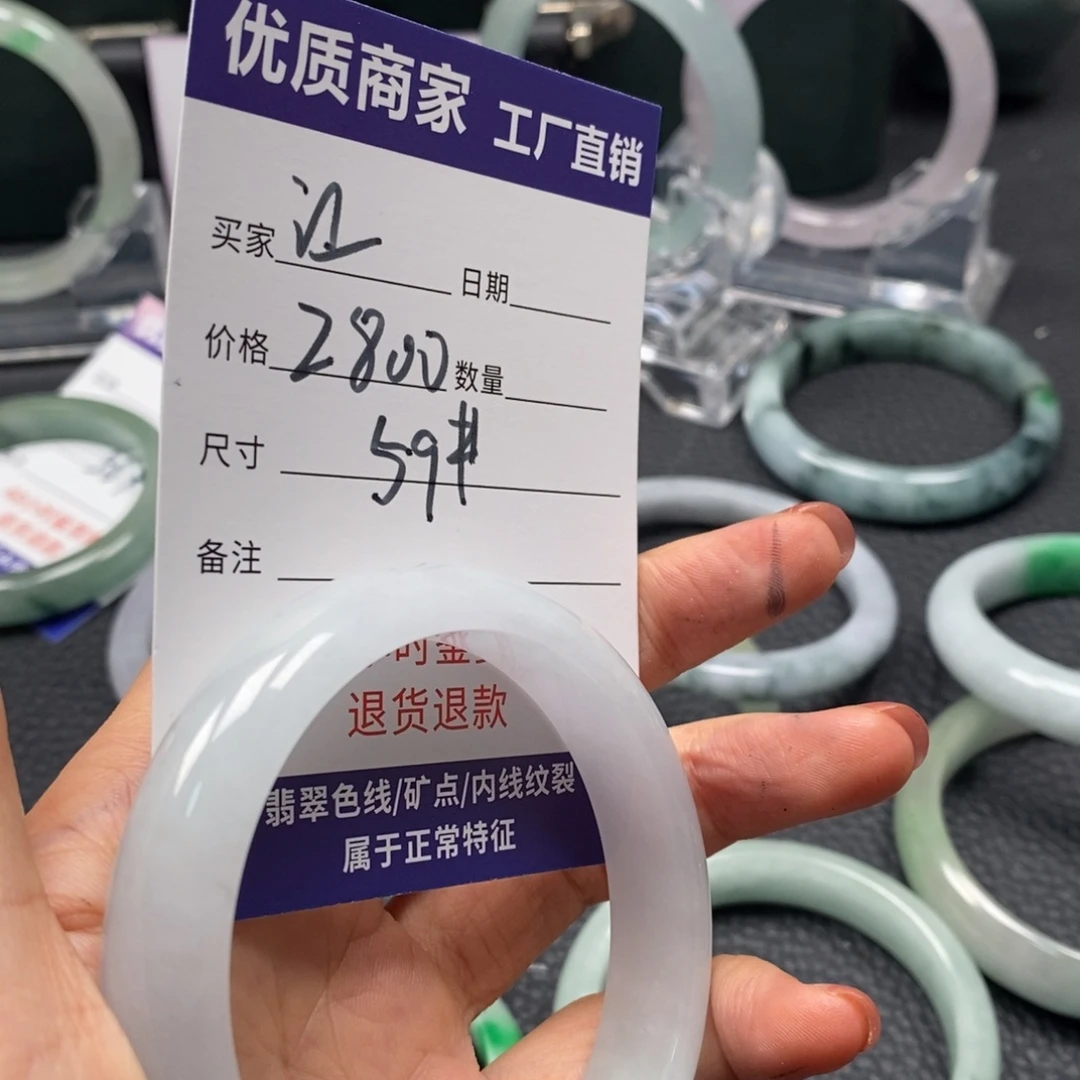 优质商家 工厂直销
买家 江 日期
价格 2800 数量
尺寸 59#
备注
退货退款
翡翠色线/矿点/内线纹裂
属于正常特征